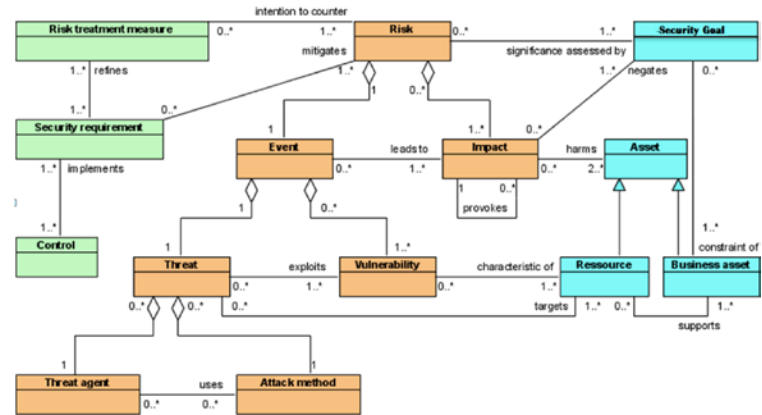 intention to counter
Risk treatment measure 0..* 1..* Risk 0..* 1..* Security Goal
mitigates significance assessed by
1..* refines 1..* 1..* negates 0..*
1 0..*
1..* 0..*
Security requirement
1 1..* 0..*
Event leads to Impact harms Asset
1..* implements 0..* 1..* 0..* 2..*
1 0..*
provokes
1 0..*
1..* 1..*
Control 1 1..* constraint of
Threat exploits Vulnerability characteristic of Ressource Business asset
0..* 1..* 0..* 1..*
0..* 0..* 0..* targets 1..* 0..* 1..*
supports
1 1
Threat agent uses Attack method
0..* 0..*